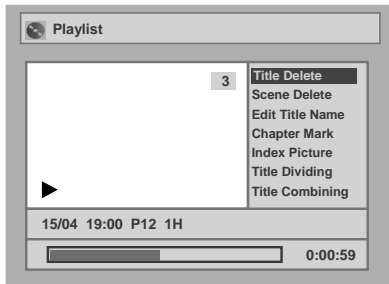 Playlist
3
Title Delete
Scene Delete
Edit Title Name
Chapter Mark
Index Picture
Title Dividing
Title Combining
15/04 19:00 P12 1H
0:00:59